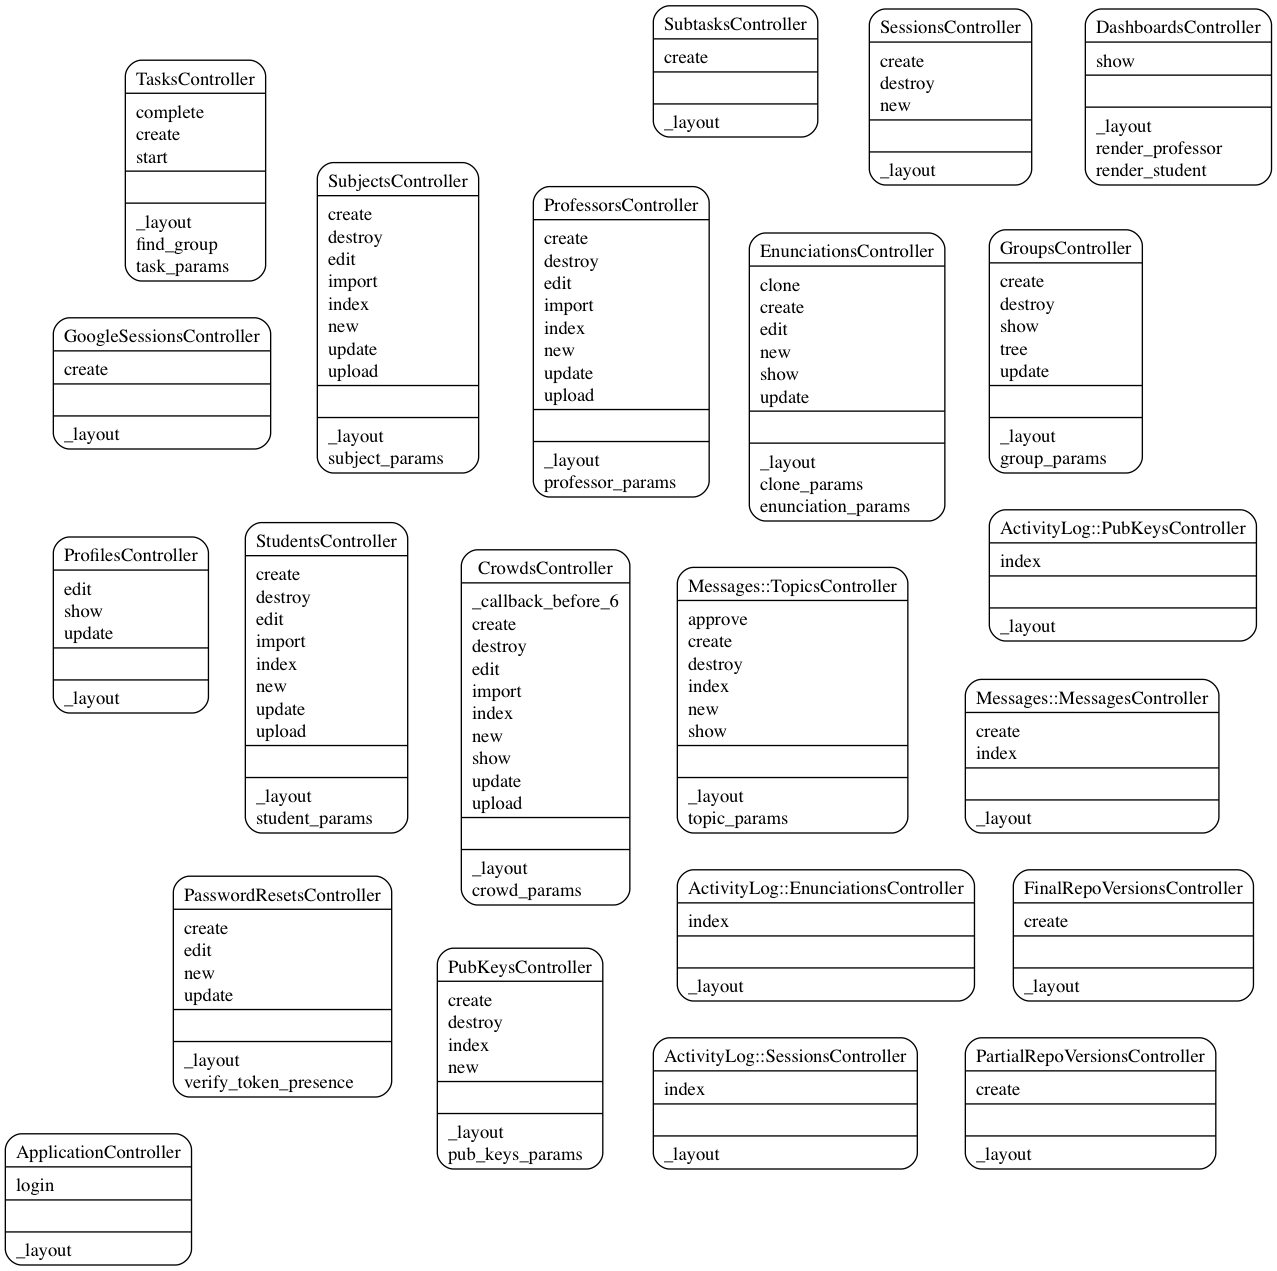 SubtasksController
create
_layout
SessionsController
create
destroy
new
_layout
DashboardsController
show
_layout
render_professor
render_student
TasksController
complete
create
start
_layout
find_group
task_params
SubjectsController
create
destroy
edit
import
index
new
update
upload
_layout
subject_params
ProfessorsController
create
destroy
edit
import
index
new
update
upload
_layout
professor_params
EnunciationsController
clone
create
edit
new
show
update
_layout
clone_params
enunciation_params
GroupsController
create
destroy
show
tree
update
_layout
group_params
GoogleSessionsController
create
_layout
ProfilesController
edit
show
update
_layout
StudentsController
create
destroy
edit
import
index
new
update
upload
_layout
student_params
CrowdsController
_callback_before_6
create
destroy
edit
import
index
new
show
update
upload
_layout
crowd_params
Messages::TopicsController
approve
create
destroy
index
new
show
_layout
topic_params
ActivityLog::PubKeysController
index
_layout
Messages::MessagesController
create
index
_layout
PasswordResetsController
create
edit
new
update
_layout
verify_token_presence
PubKeysController
create
destroy
index
new
_layout
pub_keys_params
ActivityLog::EnunciationsController
index
_layout
FinalRepoVersionsController
create
_layout
ActivityLog::SessionsController
index
_layout
PartialRepoVersionsController
create
_layout
ApplicationController
login
_layout